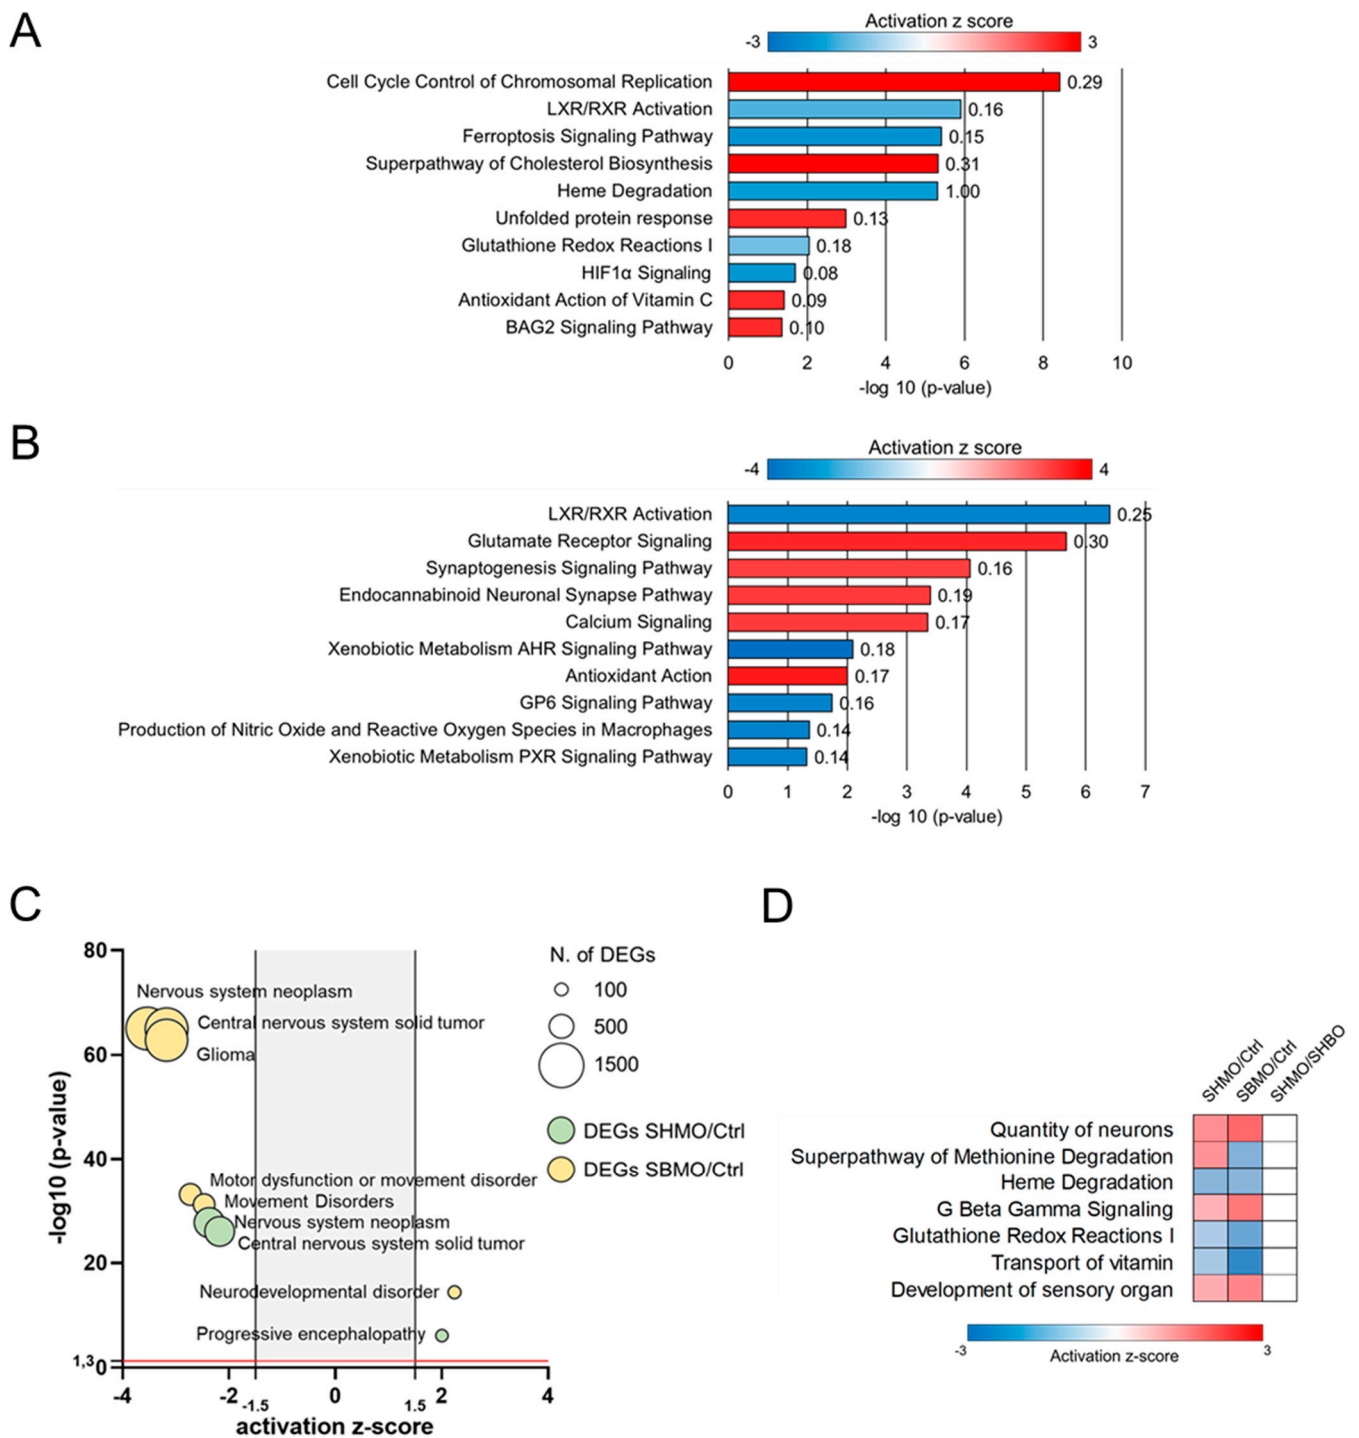 A
Activation z score
-3 3
Cell Cycle Control of Chromosomal Replication 0.29
LXR/RXR Activation 0.16
Ferroptosis Signaling Pathway 0.15
Superpathway of Cholesterol Biosynthesis 0.31
Heme Degradation 1.00
Unfolded protein response 0.13
Glutathione Redox Reactions I 0.18
HIF1α Signaling 0.08
Antioxidant Action of Vitamin C 0.09
BAG2 Signaling Pathway 0.10
0 2 4 6 8 10
-log 10 (p-value)
B
Activation z score
-4 4
LXR/RXR Activation 0.25
Glutamate Receptor Signaling 0.30
Synaptogenesis Signaling Pathway 0.16
Endocannabinoid Neuronal Synapse Pathway 0.19
Calcium Signaling 0.17
Xenobiotic Metabolism AHR Signaling Pathway 0.18
Antioxidant Action 0.17
GP6 Signaling Pathway 0.16
Production of Nitric Oxide and Reactive Oxygen Species in Macrophages 0.14
Xenobiotic Metabolism PXR Signaling Pathway 0.14
0 1 2 3 4 5 6 7
-log 10 (p-value)
C
-log10 (p-value)
80
60
40
20
1,3
0
Nervous system neoplasm
Central nervous system solid tumor
Glioma
Motor dysfunction or movement disorder
Movement Disorders
Nervous system neoplasm
Central nervous system solid tumor
Neurodevelopmental disorder
Progressive encephalopathy
-4 -2 -1.5 0 1.5 2 4
activation z-score
N. of DEGs
100
500
1500
DEGs SHMO/Ctrl
DEGs SBMO/Ctrl
D
SHMO/Ctrl
SBMO/Ctrl
SHMO/SHBO
Quantity of neurons
Superpathway of Methionine Degradation
Heme Degradation
G Beta Gamma Signaling
Glutathione Redox Reactions I
Transport of vitamin
Development of sensory organ
-3 3
Activation z-score